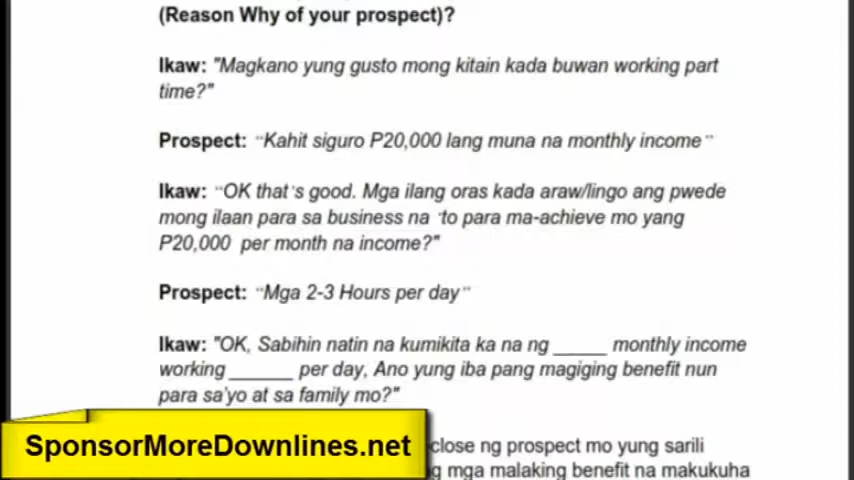 (Reason Why of your prospect)?
Ikaw: "Magkano yung gusto mong kitain kada buwan working part
time?"
Prospect: "Kahit siguro P20,000 lang muna na monthly income"
Ikaw: "OK that's good. Mga ilang oras kada araw/lingo ang pwede
mong ilaan para sa business na 'to para ma-achieve mo yang
P20,000 per month na income?"
Prospect: "Mga 2-3 Hours per day"
Ikaw: "OK, Sabihin natin na kumikita ka na ng _____ monthly income
working ______ per day, Ano yung iba pang magiging benefit nun
para sa'yo at sa family mo?"
close ng prospect mo yung sarili
mga malaking benefit na makukuha
SponsorMoreDownlines.net